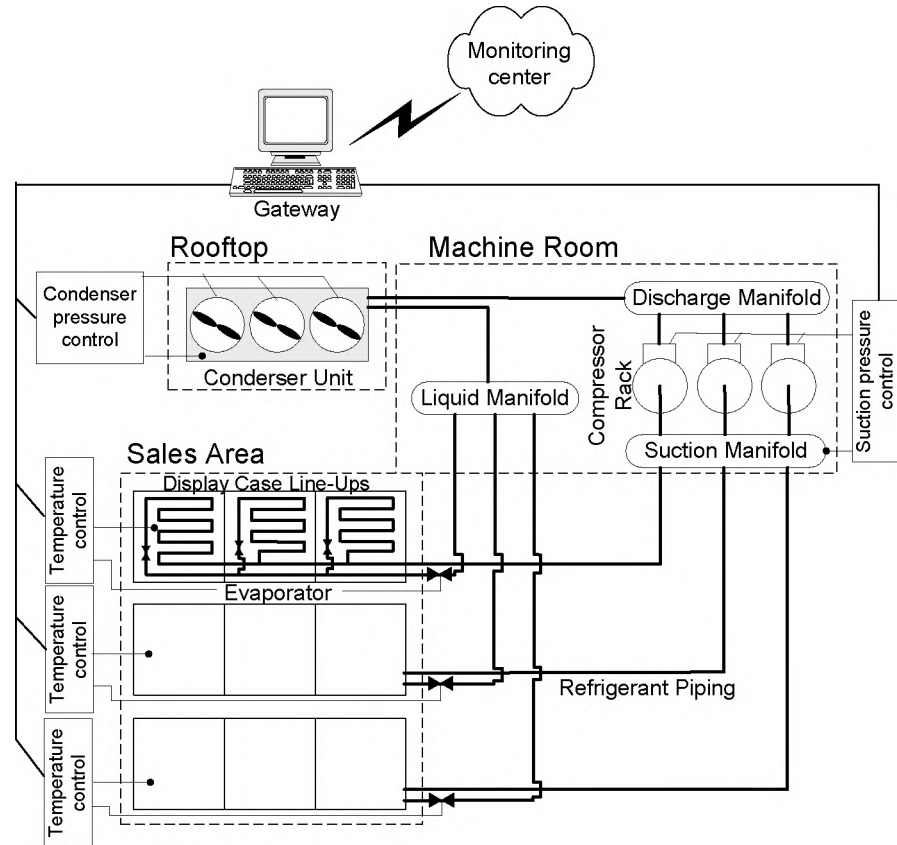 Monitoring
center
Gateway
Rooftop
Machine Room
Condenser
pressure
control
Conderser Unit
Discharge Manifold
Compressor
Rack
Suction pressure
control
Liquid Manifold
Suction Manifold
Sales Area
Display Case Line-Ups
Temperature
control
Evaporator
Temperature
control
Refrigerant Piping
Temperature
control